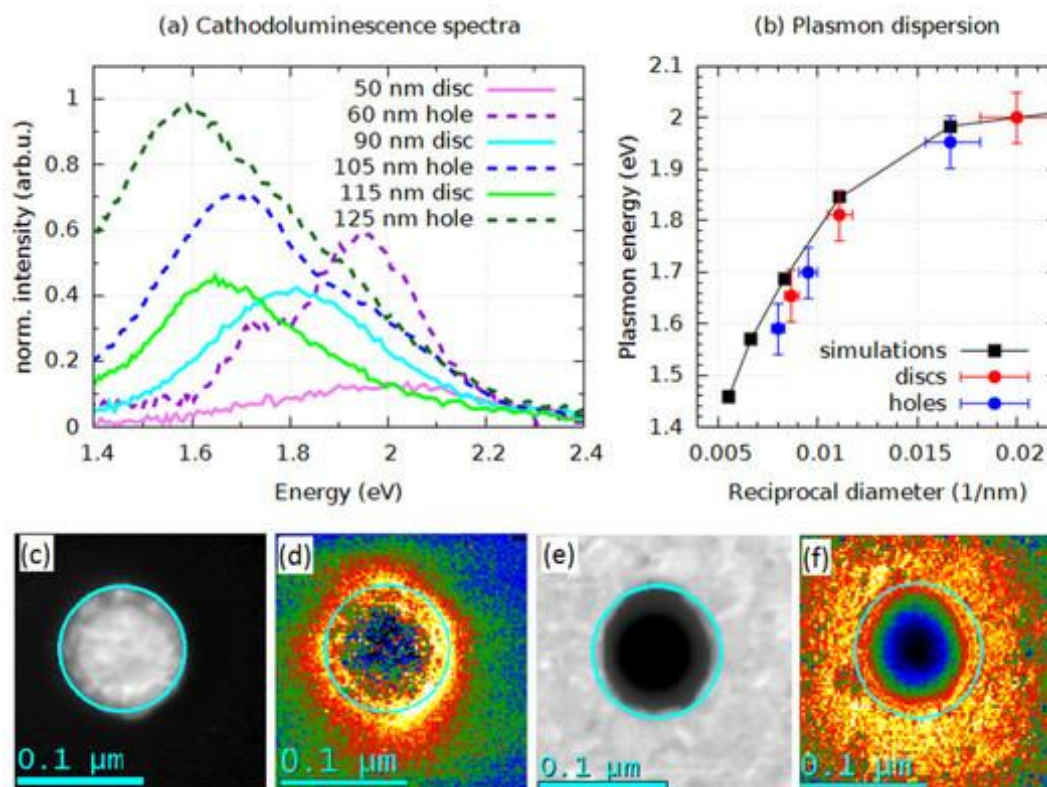 (a) Cathodoluminescence spectra
norm. intensity (arb.u.)
1
0.8
0.6
0.4
0.2
0
50 nm disc
60 nm hole
90 nm disc
105 nm hole
115 nm disc
125 nm hole
1.4 1.6 1.8 2 2.2 2.4
Energy (eV)
(b) Plasmon dispersion
Plasmon energy (eV)
2.1
2
1.9
1.8
1.7
1.6
1.5
1.4
simulations
discs
holes
0.005 0.01 0.015 0.02
Reciprocal diameter (1/nm)
(c)
0.1 µm
(d)
0.1 µm
(e)
0.1 µm
(f)
0.1 µm